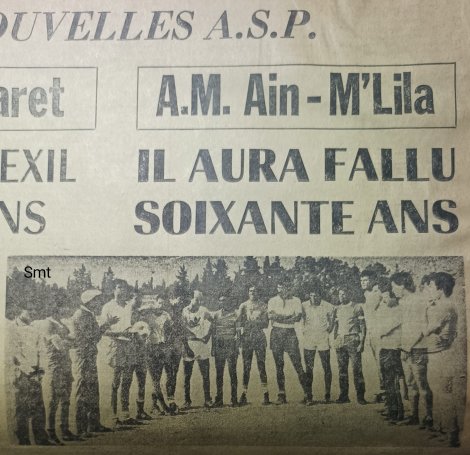 OUVELLES A.S.P.
aret
A.M. Ain-M'Lila
EXIL
NS
IL AURA FALLU
SOIXANTE ANS
Smt